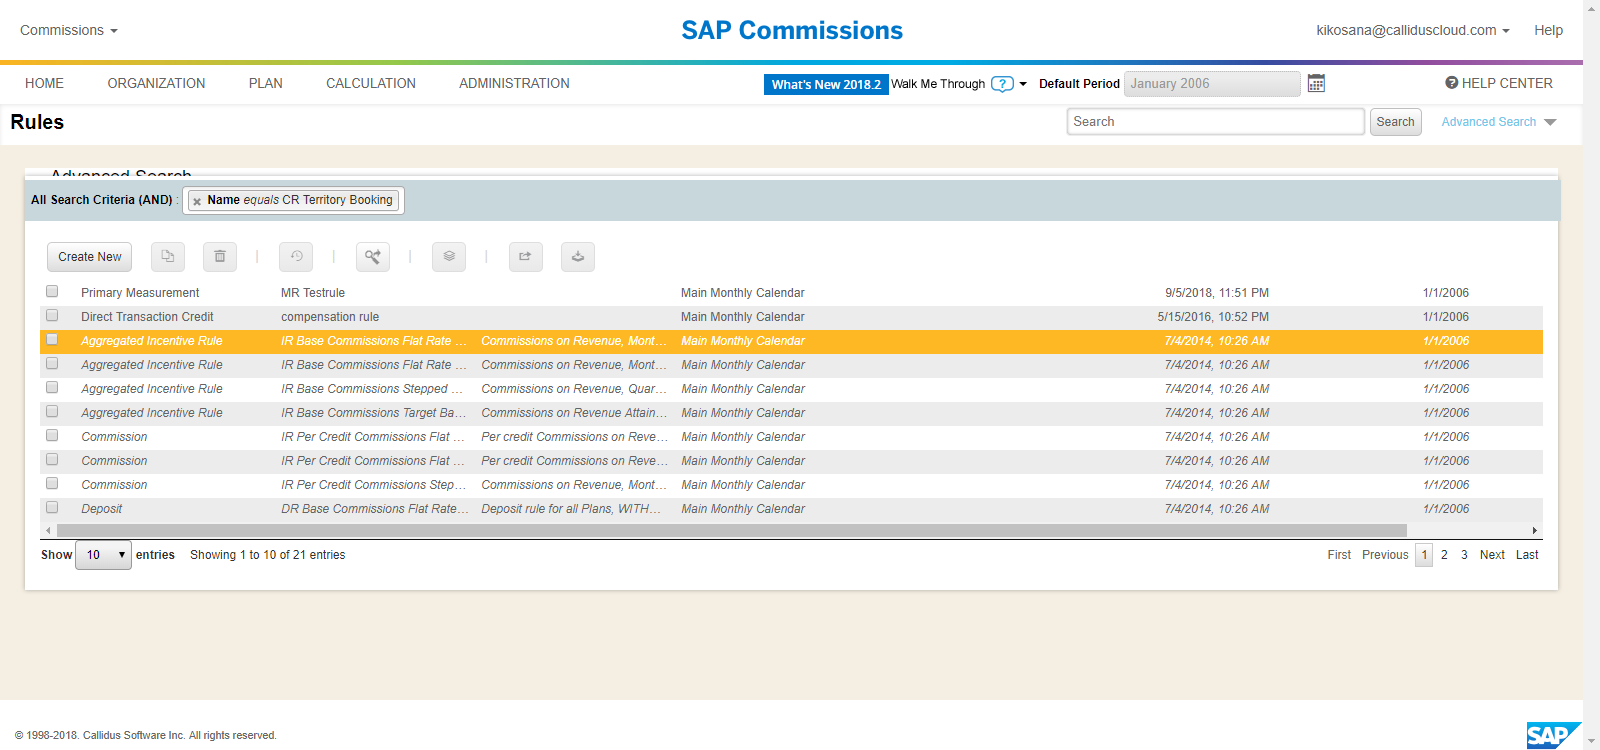 Commissions
SAP Commissions
kikosana@calliduscloud.com
Help
HOME ORGANIZATION PLAN CALCULATION ADMINISTRATION What's New 2018.2 Walk Me Through ? Default Period January 2006 HELP CENTER
Rules Search Search Advanced Search
Advanced Search
All Search Criteria (AND) : Name equals CR Territory Booking
Create New
Primary Measurement MR Testrule Main Monthly Calendar 9/5/2018, 11:51 PM 1/1/2006
Direct Transaction Credit compensation rule Main Monthly Calendar 5/15/2016, 10:52 PM 1/1/2006
Aggregated Incentive Rule IR Base Commissions Flat Rate ... Commissions on Revenue, Mont... Main Monthly Calendar 7/4/2014, 10:26 AM 1/1/2006
Aggregated Incentive Rule IR Base Commissions Flat Rate ... Commissions on Revenue, Mont... Main Monthly Calendar 7/4/2014, 10:26 AM 1/1/2006
Aggregated Incentive Rule IR Base Commissions Stepped ... Commissions on Revenue, Quar... Main Monthly Calendar 7/4/2014, 10:26 AM 1/1/2006
Aggregated Incentive Rule IR Base Commissions Target Ba... Commissions on Revenue Attain... Main Monthly Calendar 7/4/2014, 10:26 AM 1/1/2006
Commission IR Per Credit Commissions Flat ... Per credit Commissions on Reve... Main Monthly Calendar 7/4/2014, 10:26 AM 1/1/2006
Commission IR Per Credit Commissions Flat ... Per credit Commissions on Reve... Main Monthly Calendar 7/4/2014, 10:26 AM 1/1/2006
Commission IR Per Credit Commissions Step... Commissions on Revenue, Mont... Main Monthly Calendar 7/4/2014, 10:26 AM 1/1/2006
Deposit DR Base Commissions Flat Rate... Deposit rule for all Plans, WITH... Main Monthly Calendar 7/4/2014, 10:26 AM 1/1/2006
Show 10 entries Showing 1 to 10 of 21 entries First Previous 1 2 3 Next Last
© 1998-2018. Callidus Software Inc. All rights reserved.
SAP